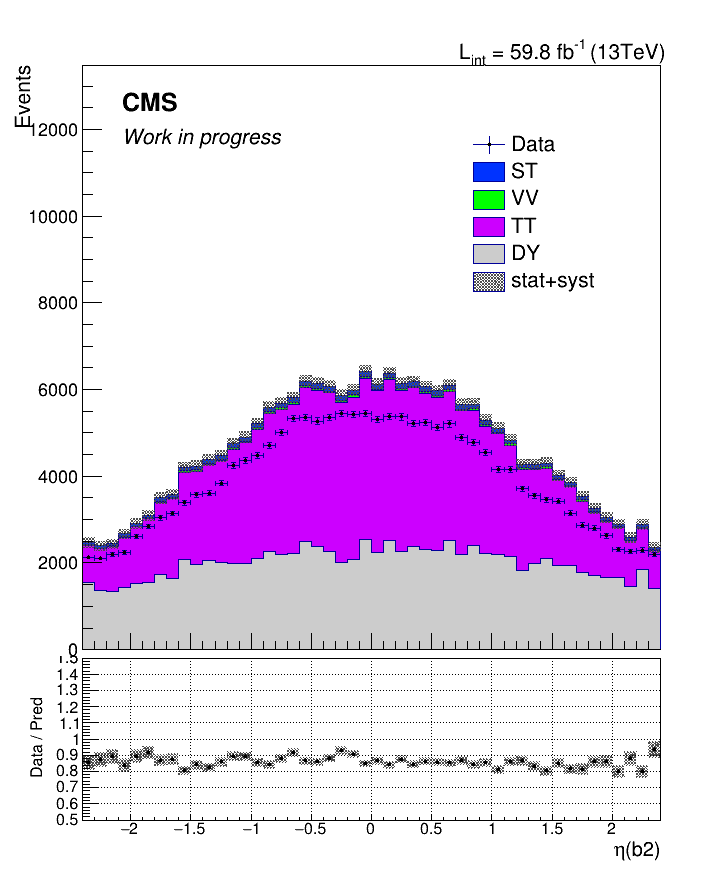 L_int = 59.8 fb^-1 (13TeV)
Events
CMS
Work in progress
Data
ST
VV
TT
DY
stat+syst
12000
10000
8000
6000
4000
2000
0
Data / Pred
1.5
1.4
1.3
1.2
1.1
1
0.9
0.8
0.7
0.6
0.5
−2 −1.5 −1 −0.5 0 0.5 1 1.5 2
η(b2)